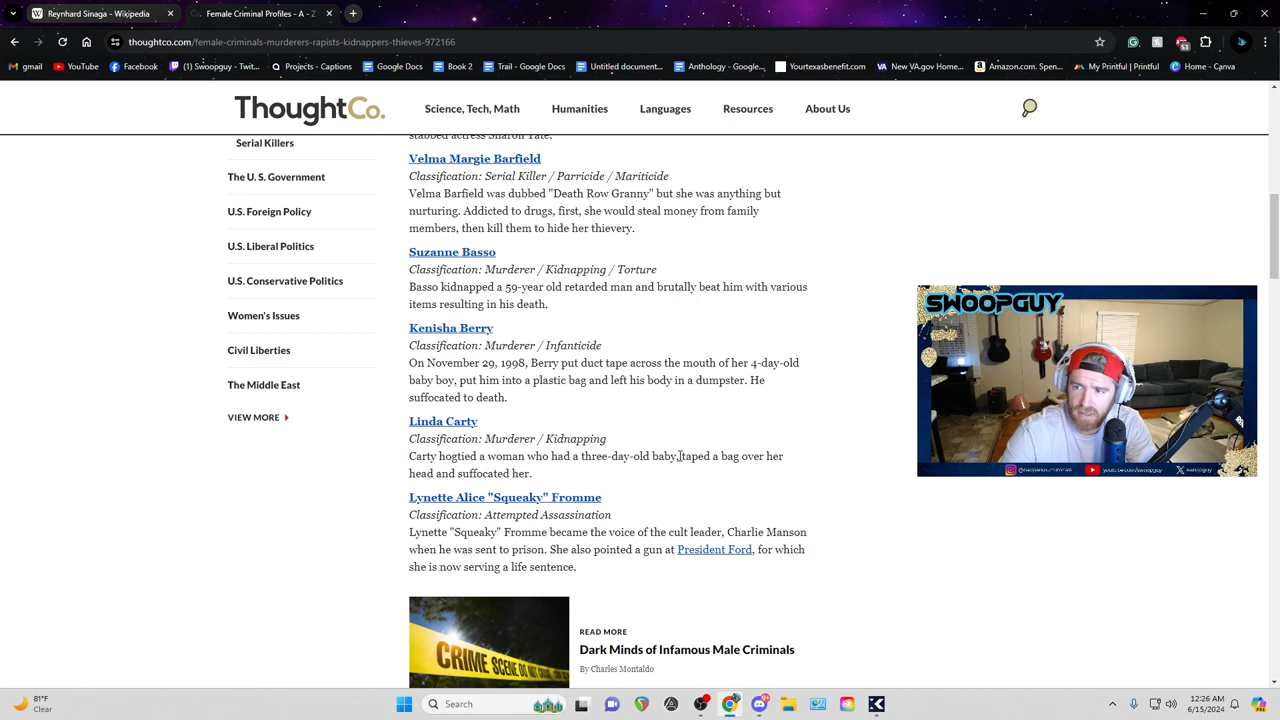 Reynhard Sinaga - Wikipedia
Female Criminal Profiles - A - Z
thoughtco.com/female-criminals-murderers-rapists-kidnappers-thieves-972166
gmail YouTube Facebook (1) Swoopguy - Twit... Projects - Captions Google Docs Book 2 Trail - Google Docs Untitled document... Anthology - Google... Yourtexasbenefit.com New VA.gov Home-... Amazon.com. Spen... My Printful | Printful Home - Canva
ThoughtCo.
Science, Tech, Math Humanities Languages Resources About Us
stabbed actress Sharon Tate.
Serial Killers
The U. S. Government
U.S. Foreign Policy
U.S. Liberal Politics
U.S. Conservative Politics
Women's Issues
Civil Liberties
The Middle East
VIEW MORE
Velma Margie Barfield
Classification: Serial Killer / Parricide / Mariticide
Velma Barfield was dubbed "Death Row Granny" but she was anything but
nurturing. Addicted to drugs, first, she would steal money from family
members, then kill them to hide her thievery.
Suzanne Basso
Classification: Murderer / Kidnapping / Torture
Basso kidnapped a 59-year old retarded man and brutally beat him with various
items resulting in his death.
Kenisha Berry
Classification: Murderer / Infanticide
On November 29, 1998, Berry put duct tape across the mouth of her 4-day-old
baby boy, put him into a plastic bag and left his body in a dumpster. He
suffocated to death.
Linda Carty
Classification: Murderer / Kidnapping
Carty hogtied a woman who had a three-day-old baby, taped a bag over her
head and suffocated her.
Lynette Alice "Squeaky" Fromme
Classification: Attempted Assassination
Lynette "Squeaky" Fromme became the voice of the cult leader, Charlie Manson
when he was sent to prison. She also pointed a gun at President Ford, for which
she is now serving a life sentence.
CRIME SCENE DO NOT
READ MORE
Dark Minds of Infamous Male Criminals
By Charles Montaldo
SWOOPGUY
youtube.com/swoopguy
swoopguy
81°F
Clear
Search
12:26 AM
6/15/2024